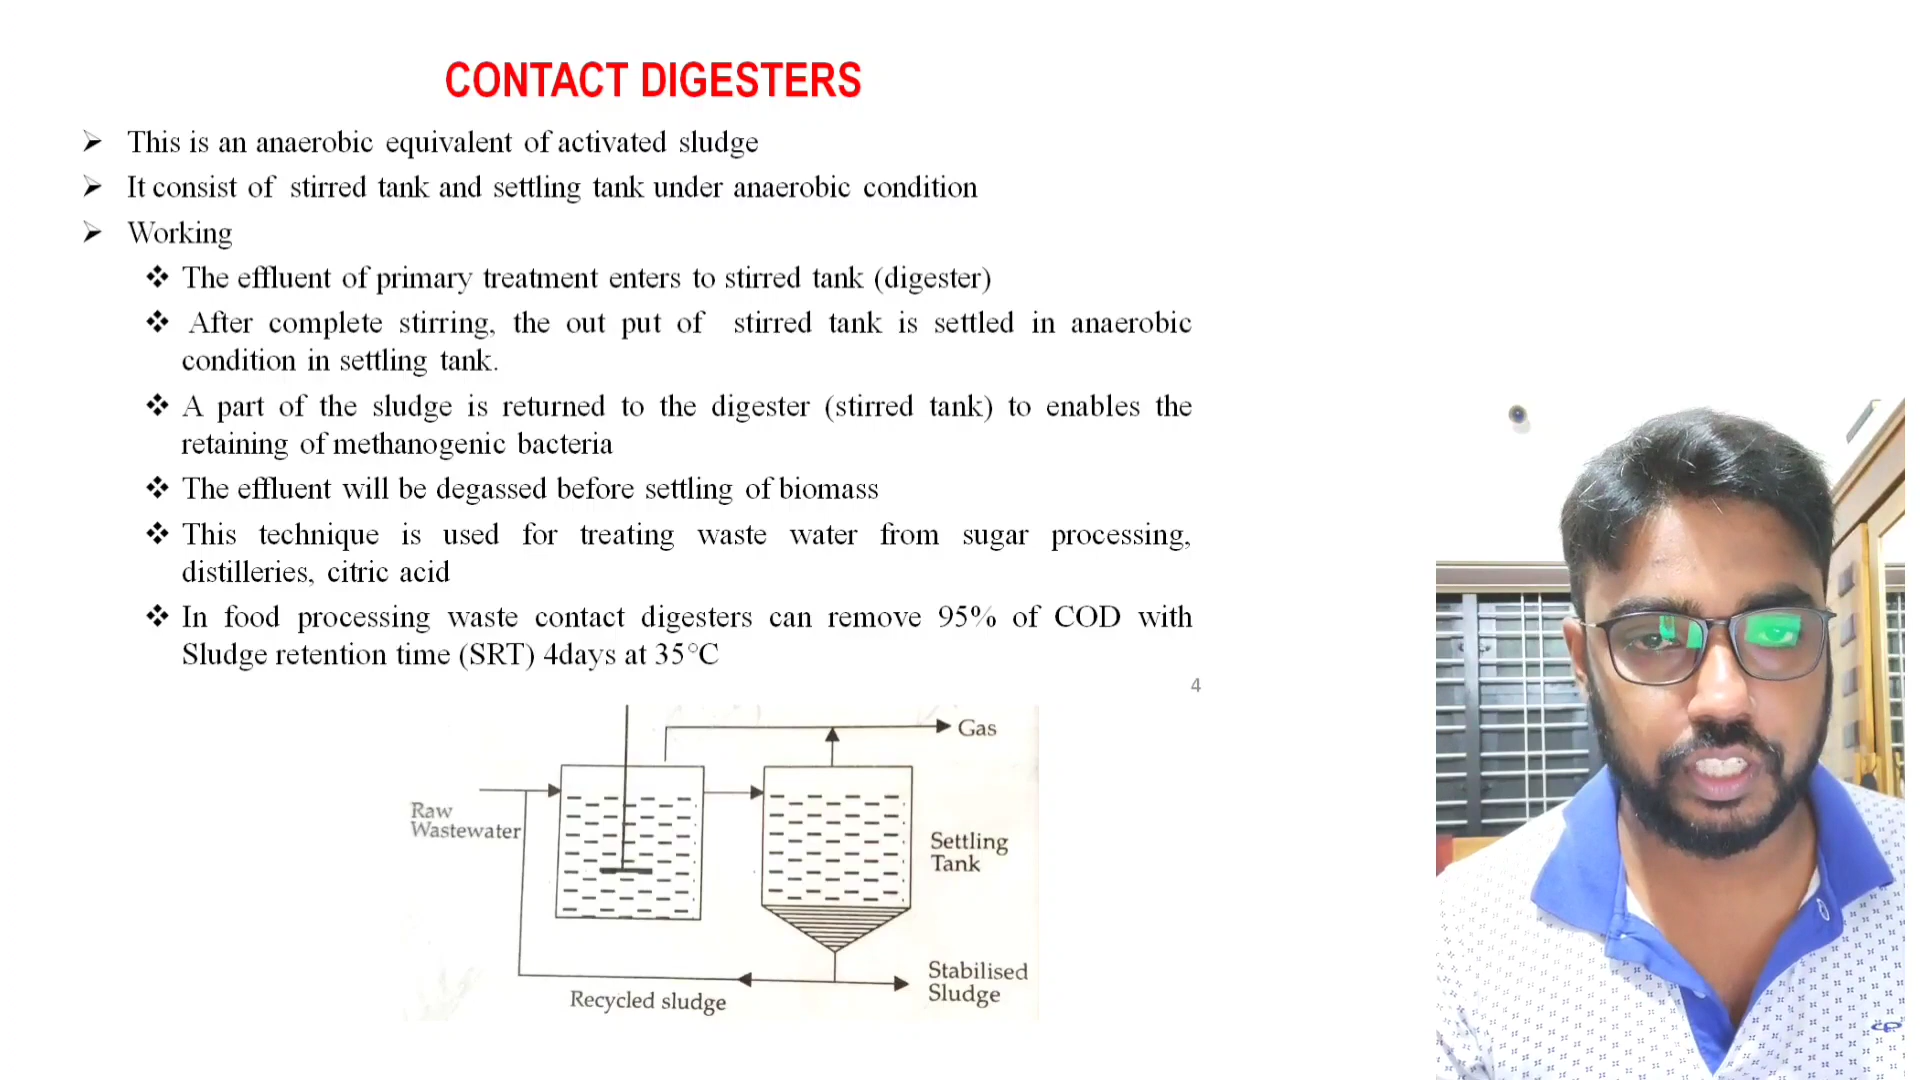 CONTACT DIGESTERS
This is an anaerobic equivalent of activated sludge
It consist of stirred tank and settling tank under anaerobic condition
Working
The effluent of primary treatment enters to stirred tank (digester)
After complete stirring, the out put of stirred tank is settled in anaerobic
condition in settling tank.
A part of the sludge is returned to the digester (stirred tank) to enables the
retaining of methanogenic bacteria
The effluent will be degassed before settling of biomass
This technique is used for treating waste water from sugar processing,
distilleries, citric acid
In food processing waste contact digesters can remove 95% of COD with
Sludge retention time (SRT) 4days at 35°C
4
Gas
Raw
Wastewater
Settling
Tank
Stabilised
Sludge
Recycled sludge